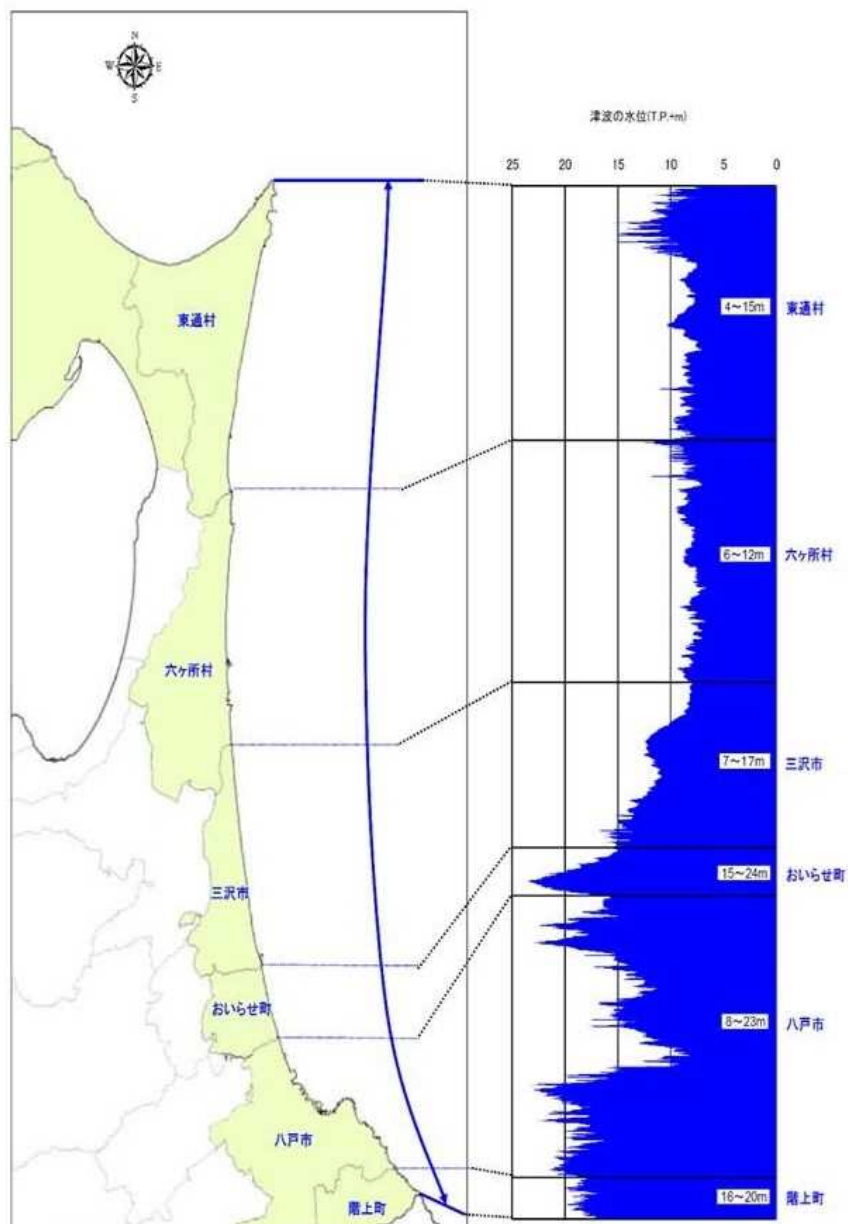 N
W E
S
津波の水位(T.P.+m)
25 20 15 10 5 0
東通村
4～15m 東通村
6～12m 六ヶ所村
六ヶ所村
7～17m 三沢市
三沢市
15～24m おいらせ町
おいらせ町
8～23m 八戸市
八戸市
階上町
16～20m 階上町